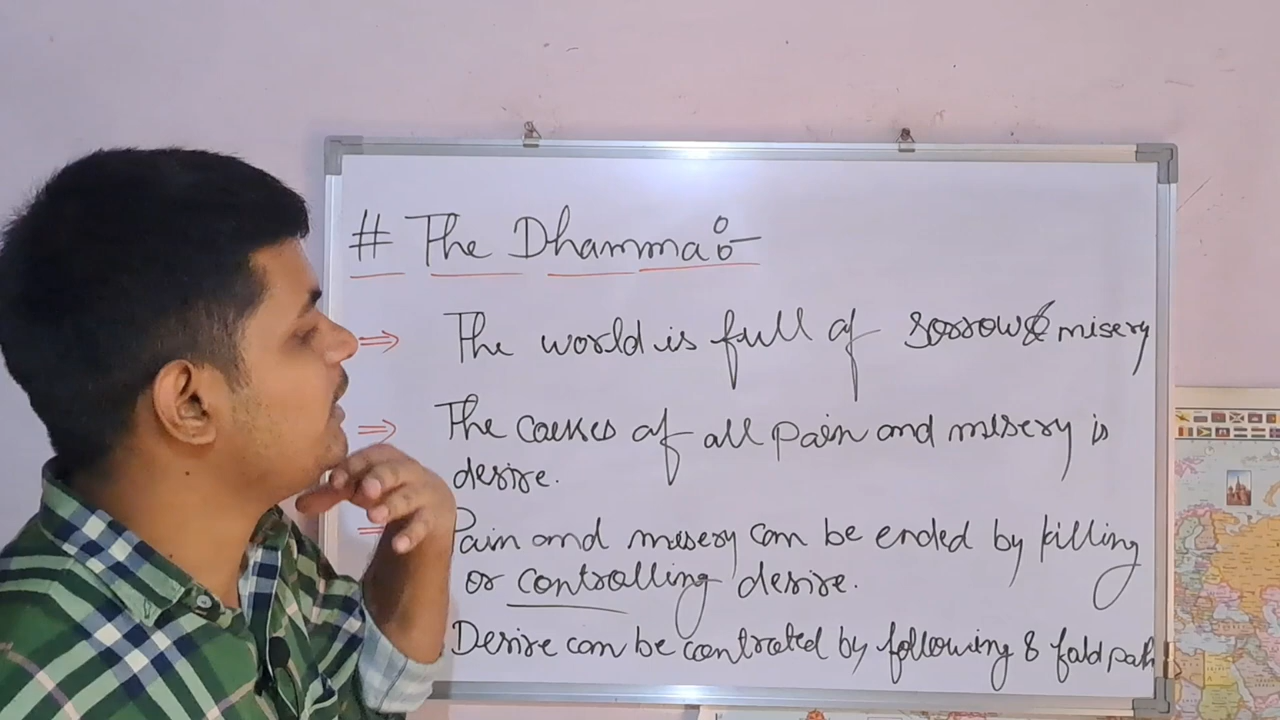 # The Dhamma:-
⇒ The world is full of sorrow & misery
⇒ The causes of all pain and misery is
desire.
Pain and misery can be ended by killing
or controlling desire.
Desire can be controlled by following 8 fold path